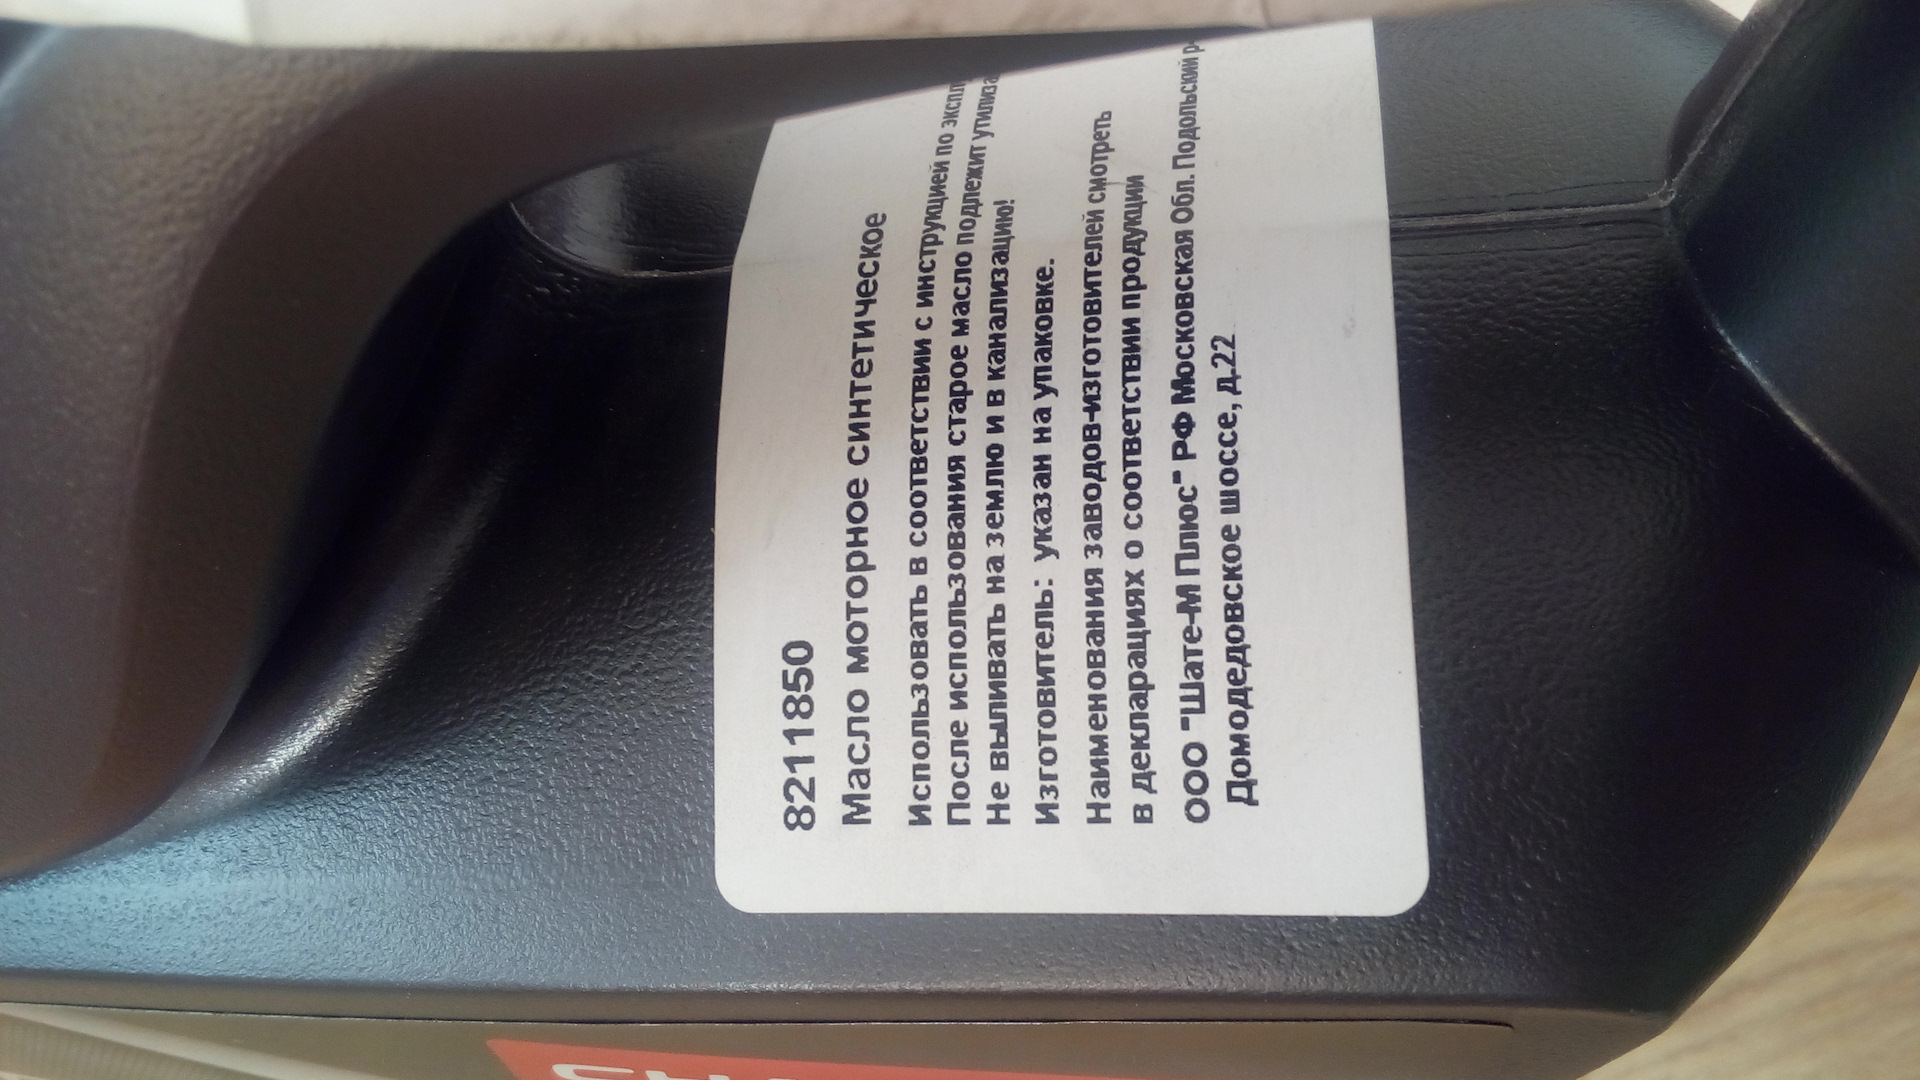 8211850
Масло моторное синтетическое
Использовать в соответствии с инструкцией по
После использования старое масло подлежит
Не выливать на землю и в канализацию!
Изготовитель: указан на упаковке.
Наименования заводов-изготовителей смотреть
в декларациях о соответствии продукции
ООО "Шате-М Плюс" РФ Московская Обл. Подольский
Домодедовское шоссе, д.22